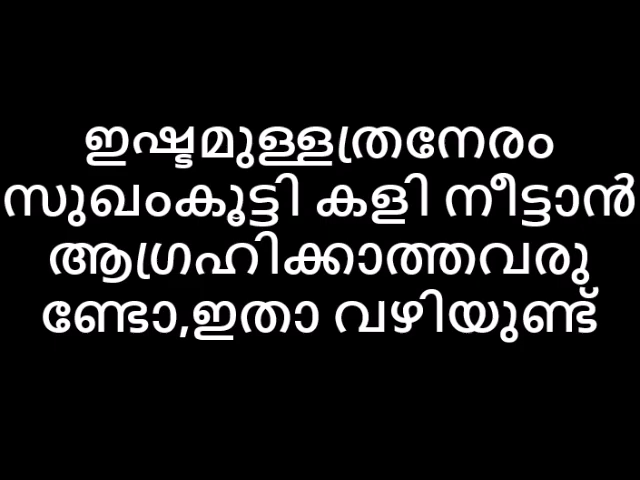 ഇഷ്ടമുള്ളത്രനേരം
സുഖംകൂട്ടി കളി നീട്ടാൻ
ആഗ്രഹിക്കാത്തവരു
ണ്ടോ,ഇതാ വഴിയുണ്ട്